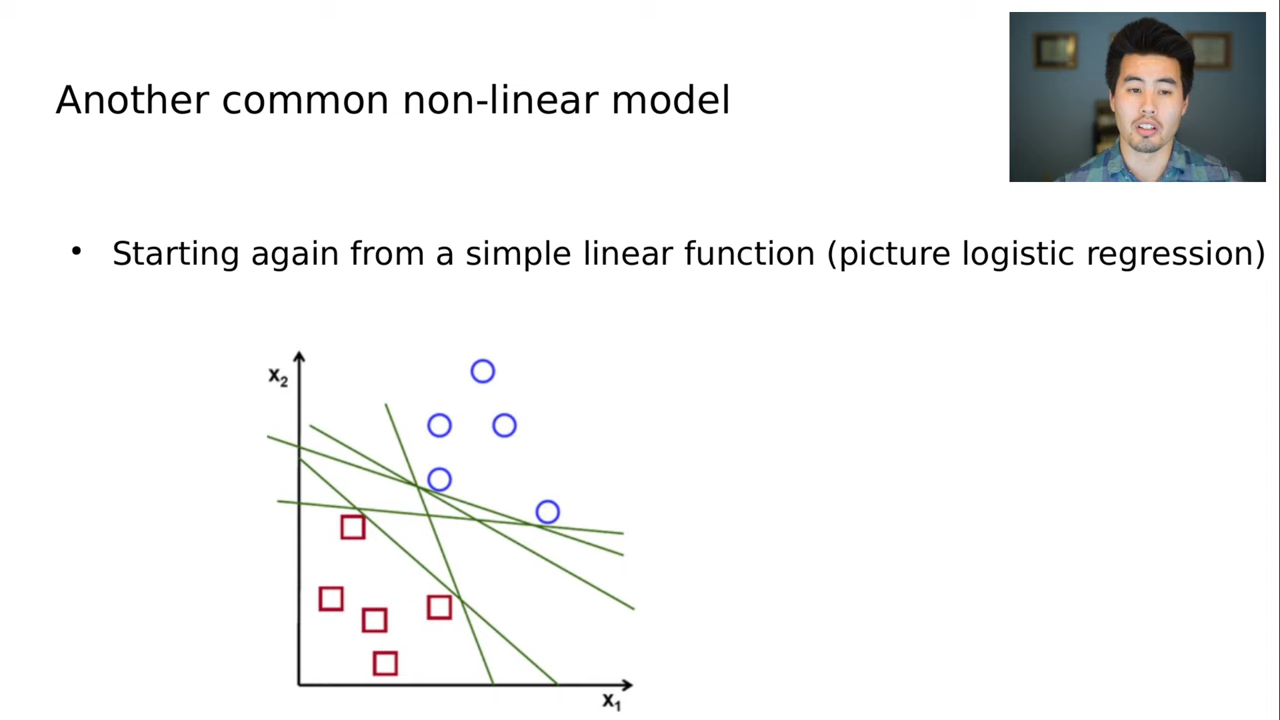 Another common non-linear model
• Starting again from a simple linear function (picture logistic regression)
x₂
x₁